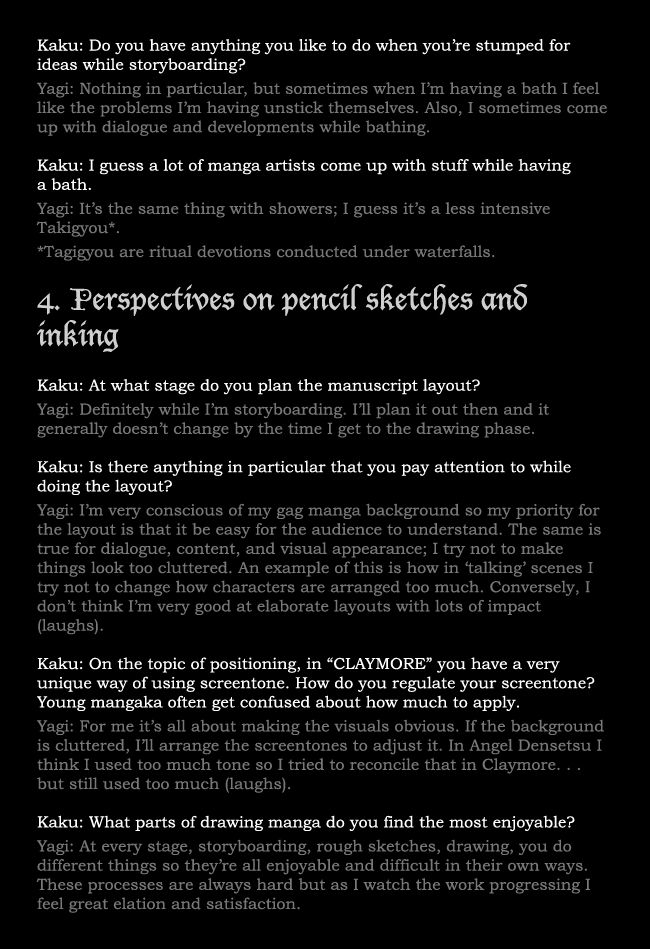 Kaku: Do you have anything you like to do when you're stumped for
ideas while storyboarding?
Yagi: Nothing in particular, but sometimes when I'm having a bath I feel
like the problems I'm having unstick themselves. Also, I sometimes come
up with dialogue and developments while bathing.
Kaku: I guess a lot of manga artists come up with stuff while having
a bath.
Yagi: It's the same thing with showers; I guess it's a less intensive
Takigyou*.
*Tagigyou are ritual devotions conducted under waterfalls.
4. Perspectives on pencil sketches and
inking
Kaku: At what stage do you plan the manuscript layout?
Yagi: Definitely while I'm storyboarding. I'll plan it out then and it
generally doesn't change by the time I get to the drawing phase.
Kaku: Is there anything in particular that you pay attention to while
doing the layout?
Yagi: I'm very conscious of my gag manga background so my priority for
the layout is that it be easy for the audience to understand. The same is
true for dialogue, content, and visual appearance; I try not to make
things look too cluttered. An example of this is how in ‘talking’ scenes I
try not to change how characters are arranged too much. Conversely, I
don't think I'm very good at elaborate layouts with lots of impact
(laughs).
Kaku: On the topic of positioning, in “CLAYMORE” you have a very
unique way of using screentone. How do you regulate your screentone?
Young mangaka often get confused about how much to apply.
Yagi: For me it's all about making the visuals obvious. If the background
is cluttered, I'll arrange the screentones to adjust it. In Angel Densetsu I
think I used too much tone so I tried to reconcile that in Claymore. . .
but still used too much (laughs).
Kaku: What parts of drawing manga do you find the most enjoyable?
Yagi: At every stage, storyboarding, rough sketches, drawing, you do
different things so they're all enjoyable and difficult in their own ways.
These processes are always hard but as I watch the work progressing I
feel great elation and satisfaction.